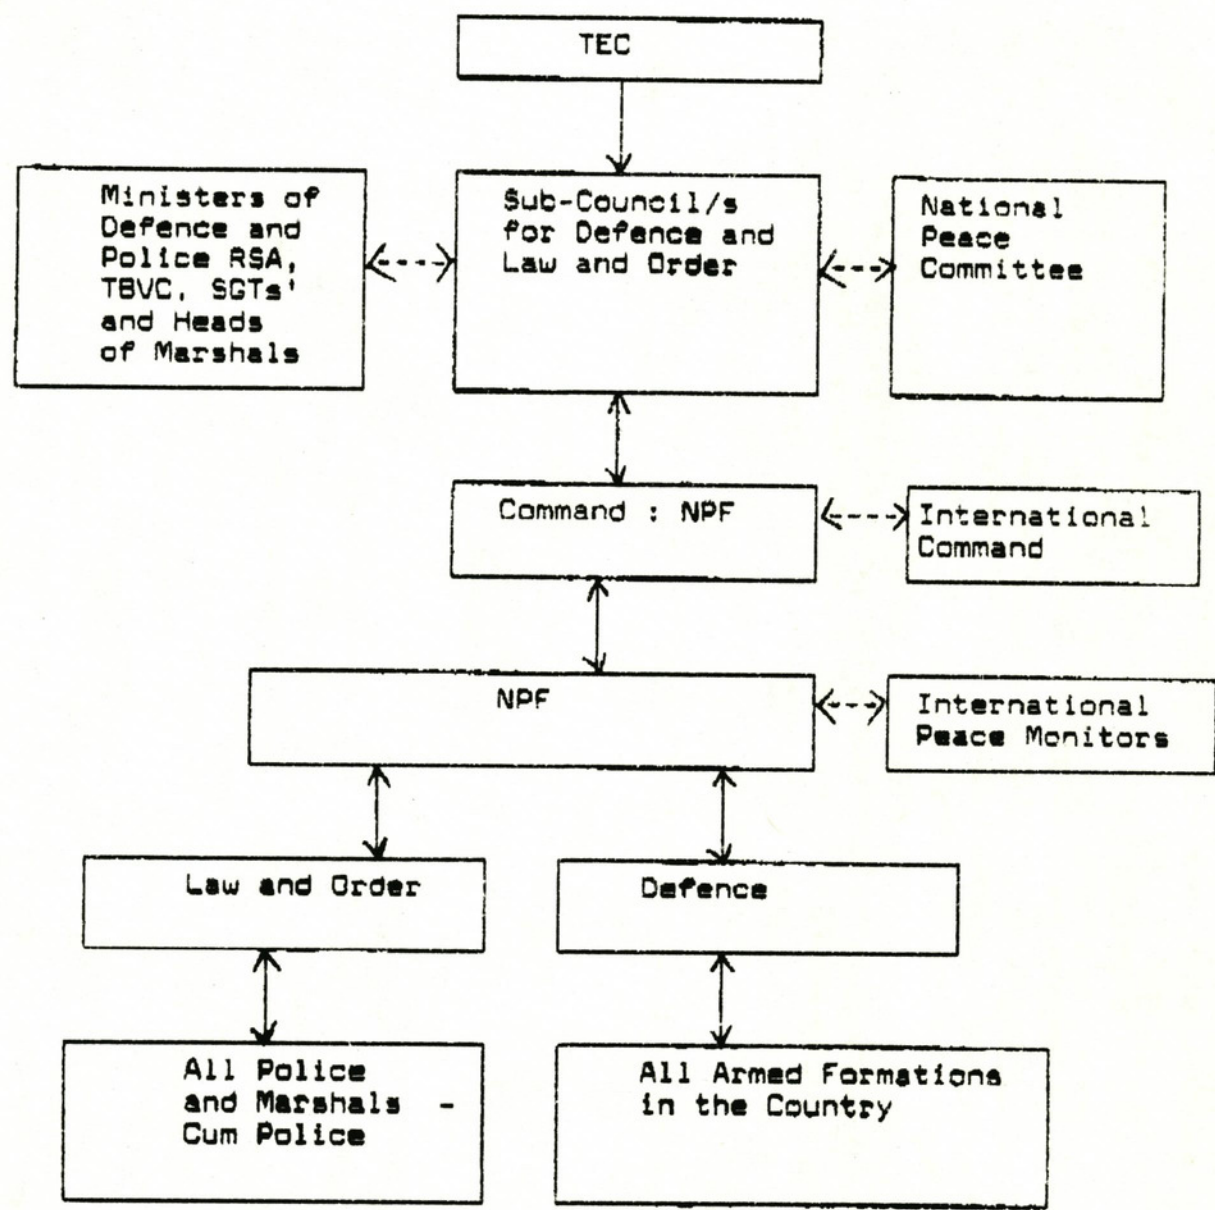 TEC
Ministers of
Defence and
Police RSA,
TBVC, SGTs'
and Heads
of Marshals
Sub-Council/s
for Defence and
Law and Order
National
Peace
Committee
Command : NPF
International
Command
NPF
International
Peace Monitors
Law and Order
Defence
All Police
and Marshals -
Cum Police
All Armed Formations
in the Country